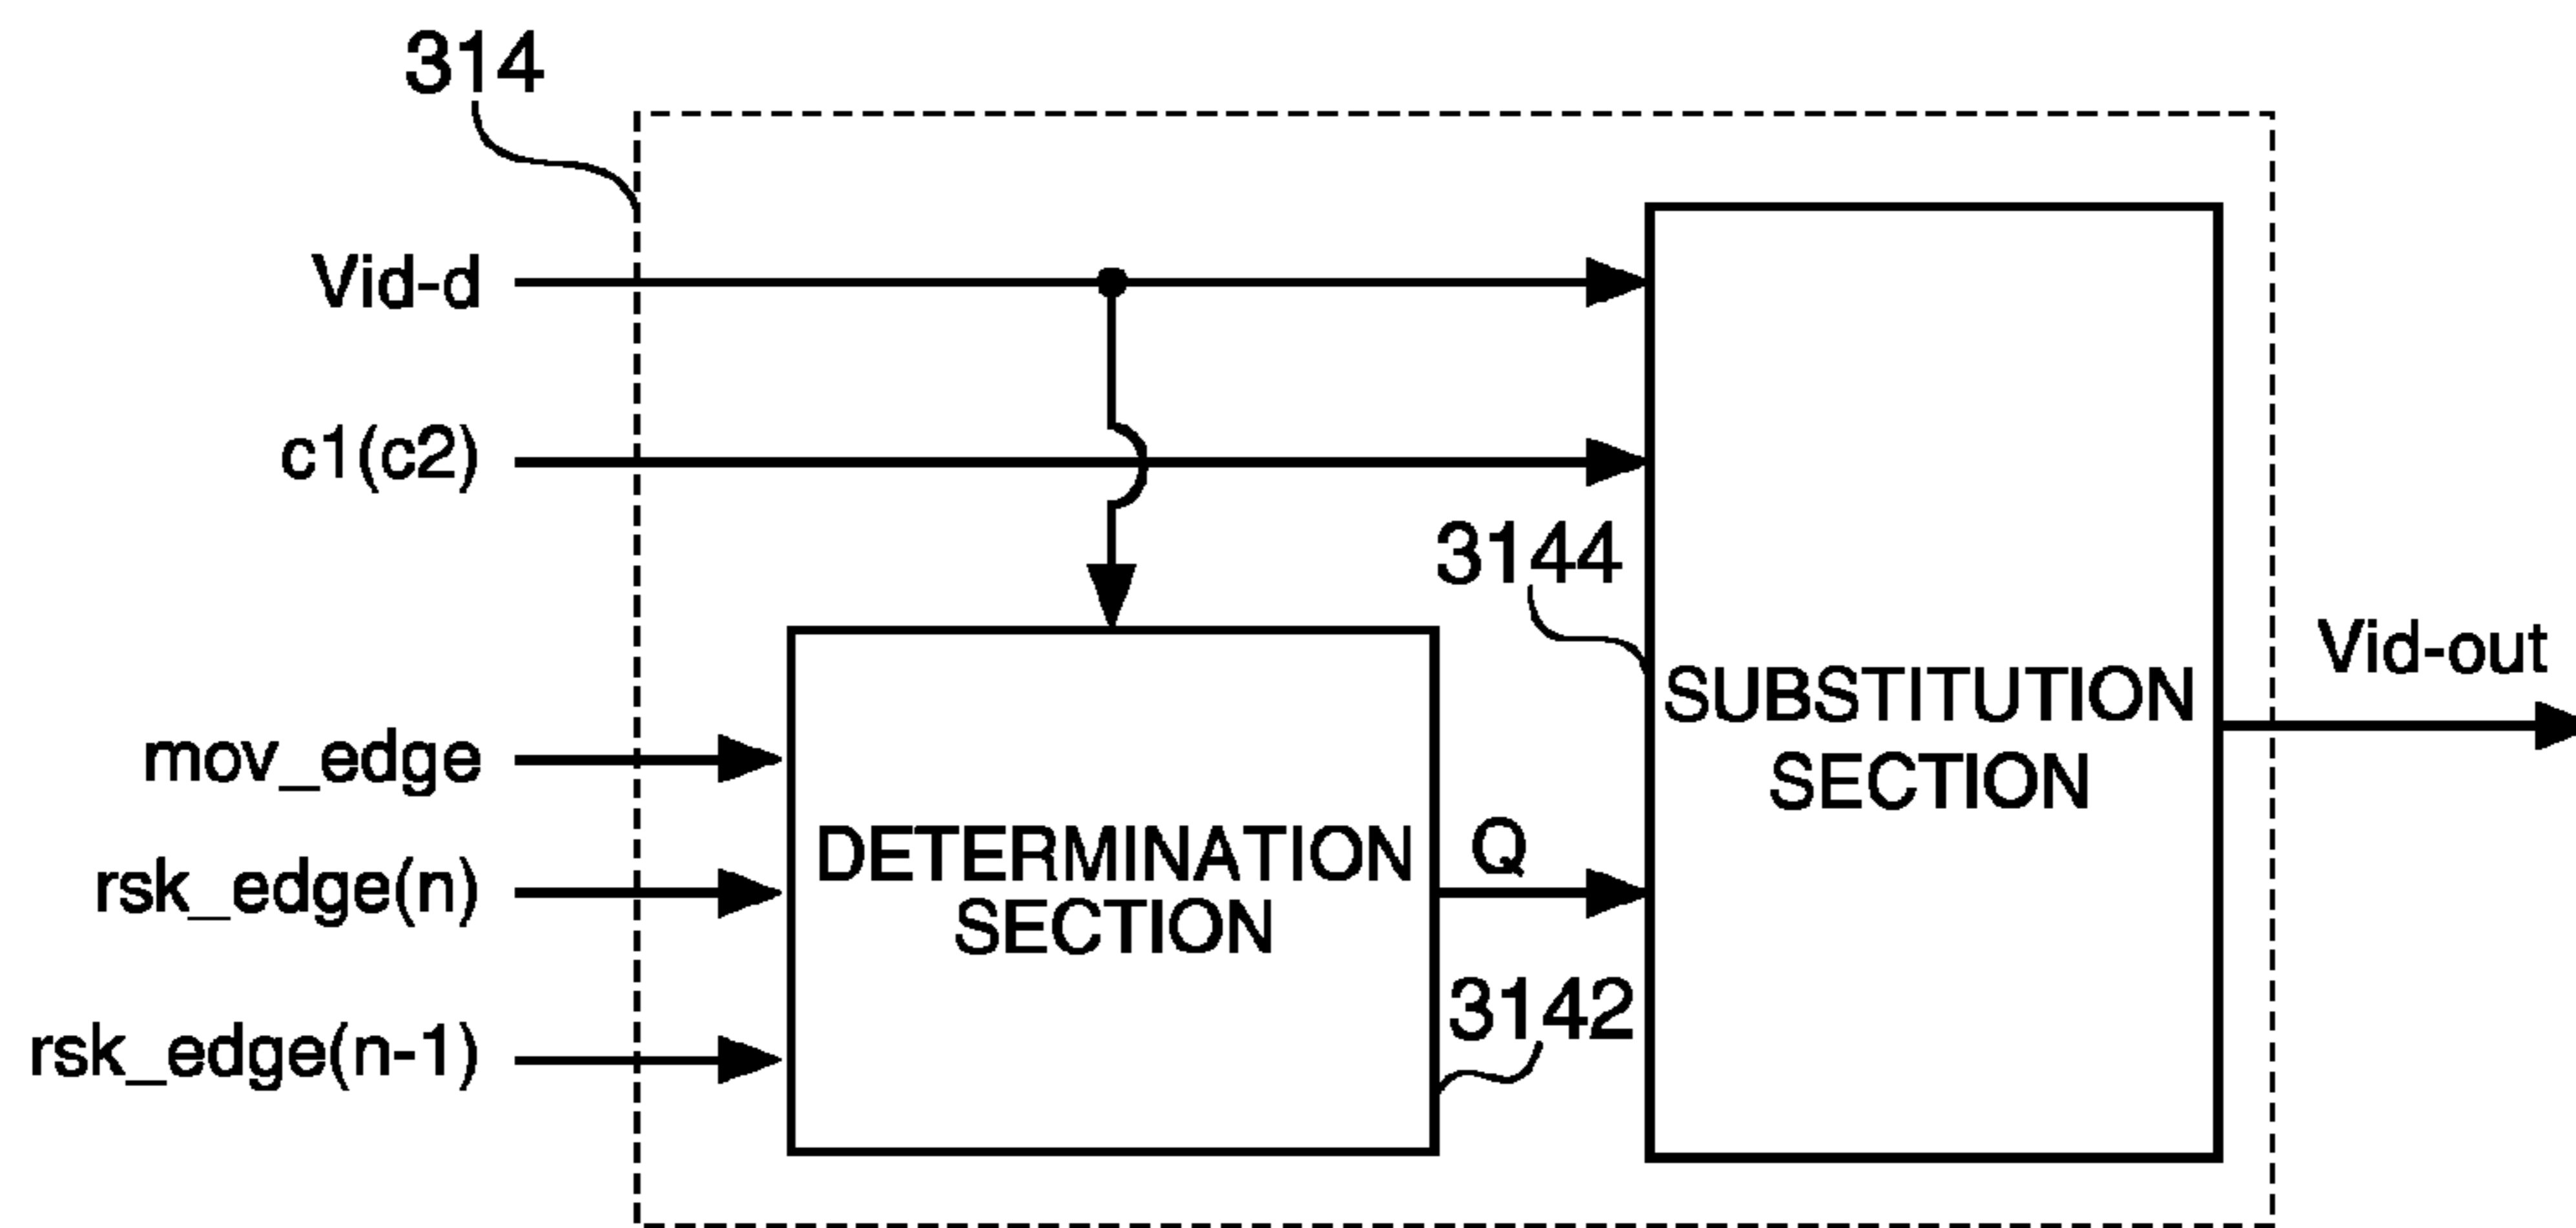 314
Vid-d
c1(c2)
3144
SUBSTITUTION
SECTION
Vid-out
mov_edge
rsk_edge(n)
rsk_edge(n-1)
DETERMINATION
SECTION
Q
3142